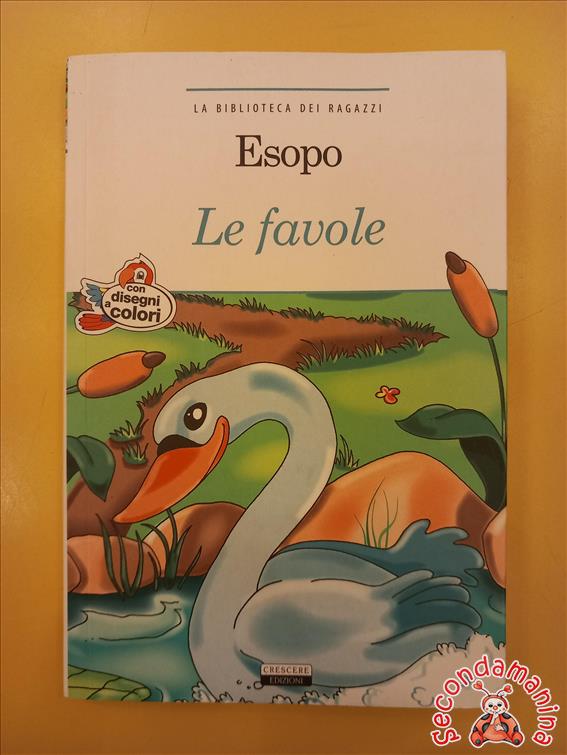 LA BIBLIOTECA DEI RAGAZZI
Esopo
Le favole
con
disegni
a
colori
CRESCERE
EDIZIONI
Secondamanina